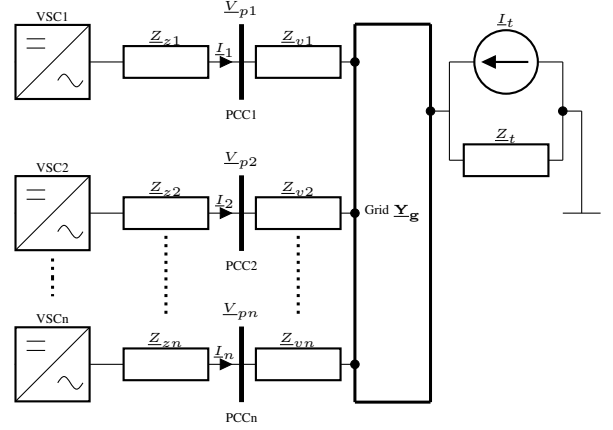 VSC1
Z_z1
I_1
V_p1
Z_v1
PCC1
I_t
Z_t
VSC2
Z_z2
I_2
V_p2
Z_v2
PCC2
Grid Y_g
VSCn
Z_zn
I_n
V_pn
Z_vn
PCCn